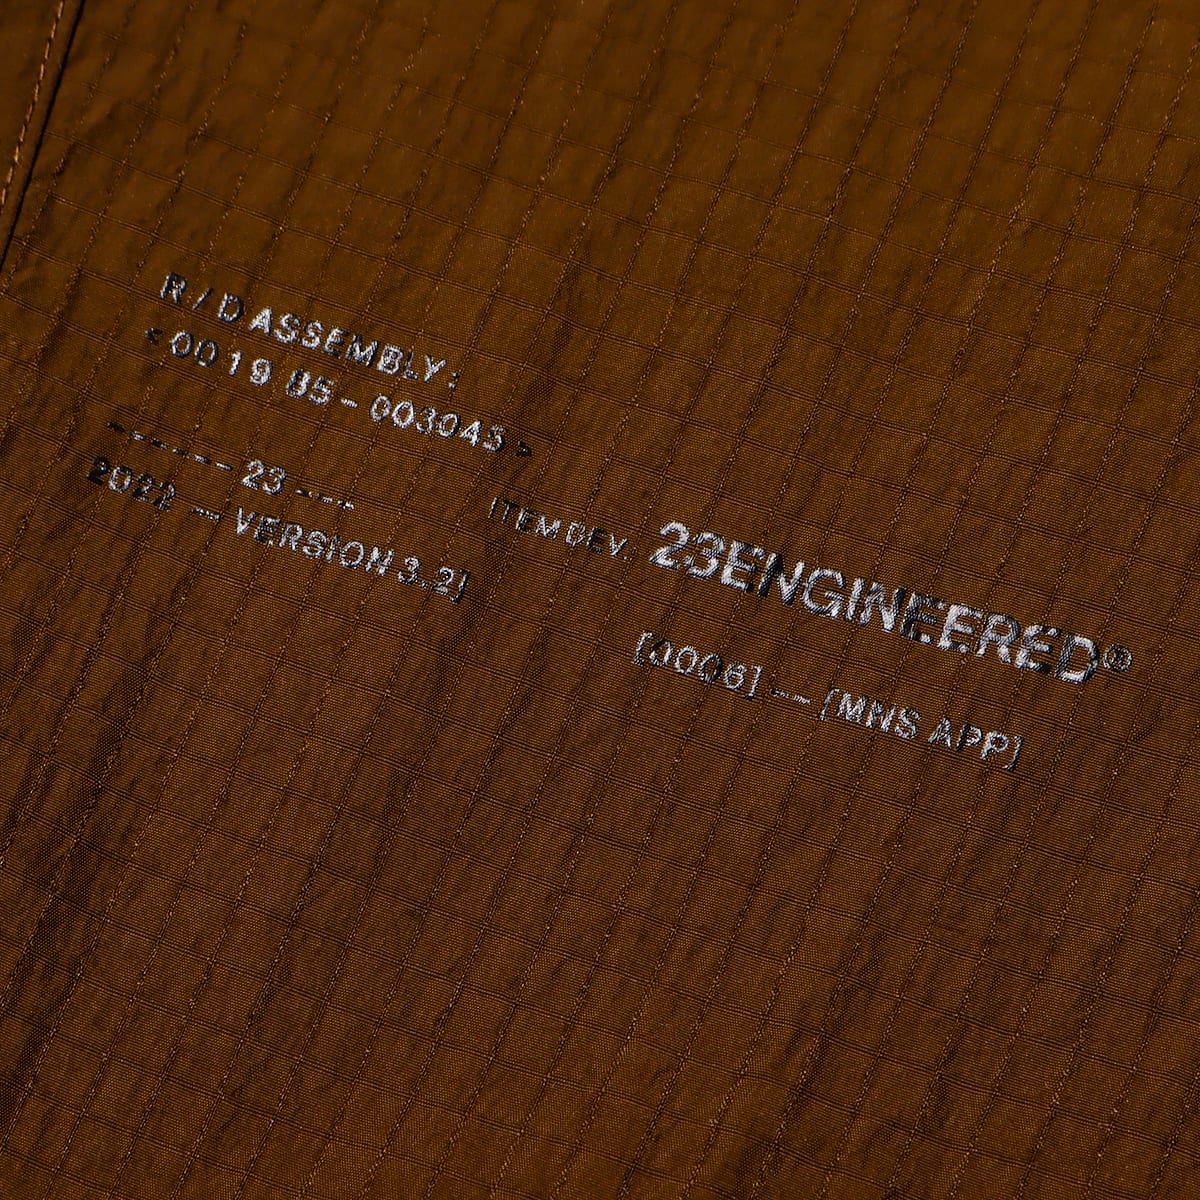 R / D ASSEMBLY:
<0019 85 - 003045>
------ 23 ----
2022 — VERSION 3.2]
ITEM DEV. 23ENGINEERED®
[0006] — [MNS APP]